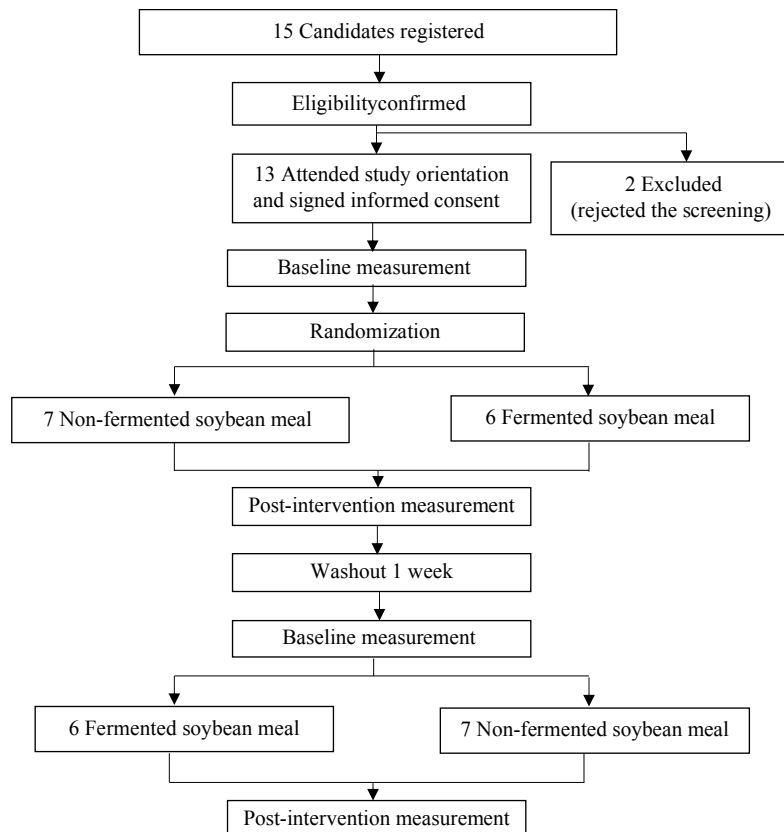 15 Candidates registered
Eligibilityconfirmed
13 Attended study orientation
and signed informed consent
2 Excluded
(rejected the screening)
Baseline measurement
Randomization
7 Non-fermented soybean meal
6 Fermented soybean meal
Post-intervention measurement
Washout 1 week
Baseline measurement
6 Fermented soybean meal
7 Non-fermented soybean meal
Post-intervention measurement